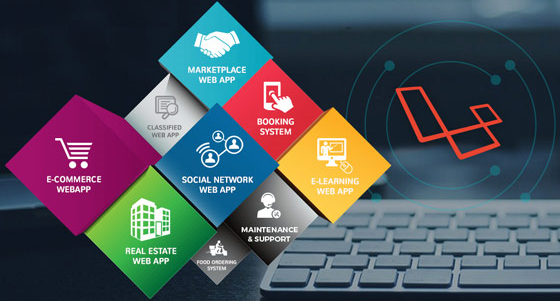 MARKETPLACE
WEB APP
CLASSIFIED
WEB APP
BOOKING
SYSTEM
E-COMMERCE
WEBAPP
SOCIAL NETWORK
WEB APP
E-LEARNING
WEB APP
REAL ESTATE
WEB APP
MAINTENANCE
& SUPPORT
FOOD ORDERING
SYSTEM